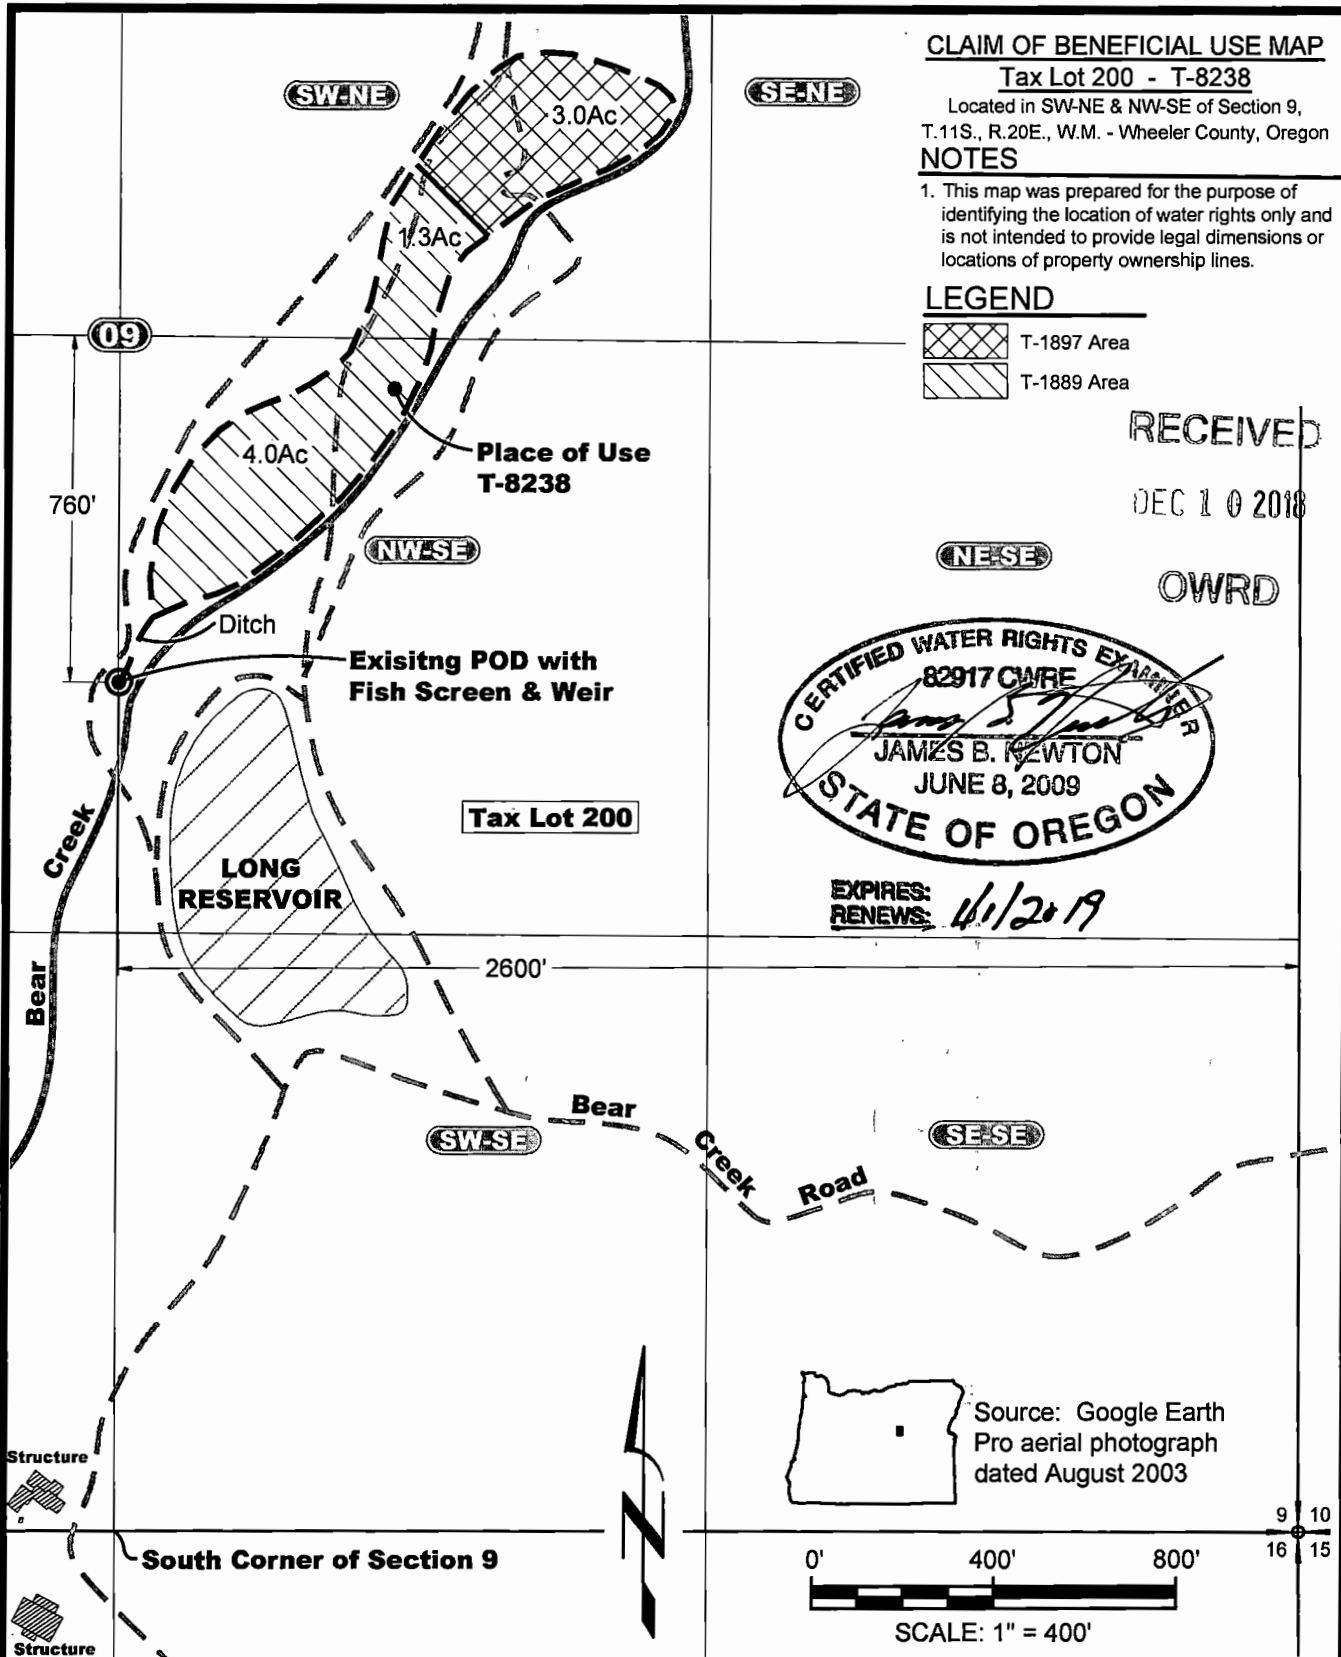 CLAIM OF BENEFICIAL USE MAP
Tax Lot 200 - T-8238
Located in SW-NE & NW-SE of Section 9,
T.11S., R.20E., W.M. - Wheeler County, Oregon
NOTES
1. This map was prepared for the purpose of
identifying the location of water rights only and
is not intended to provide legal dimensions or
locations of property ownership lines.
LEGEND
T-1897 Area
T-1889 Area
SW-NE
SE-NE
3.0Ac
1.3Ac
09
4.0Ac
Place of Use
T-8238
760'
NW-SE
NE-SE
RECEIVED
DEC 10 2018
OWRD
Ditch
Exisitng POD with
Fish Screen & Weir
CERTIFIED WATER RIGHTS EXAMINER
82917 CWRE
JAMES B. NEWTON
JUNE 8, 2009
STATE OF OREGON
EXPIRES:
RENEWS:
Tax Lot 200
LONG
RESERVOIR
Bear Creek
2600'
Bear Creek Road
SW-SE
SE-SE
Source: Google Earth
Pro aerial photograph
dated August 2003
Structure
South Corner of Section 9
Structure
N
9 10
16 15
0' 400' 800'
SCALE: 1" = 400'